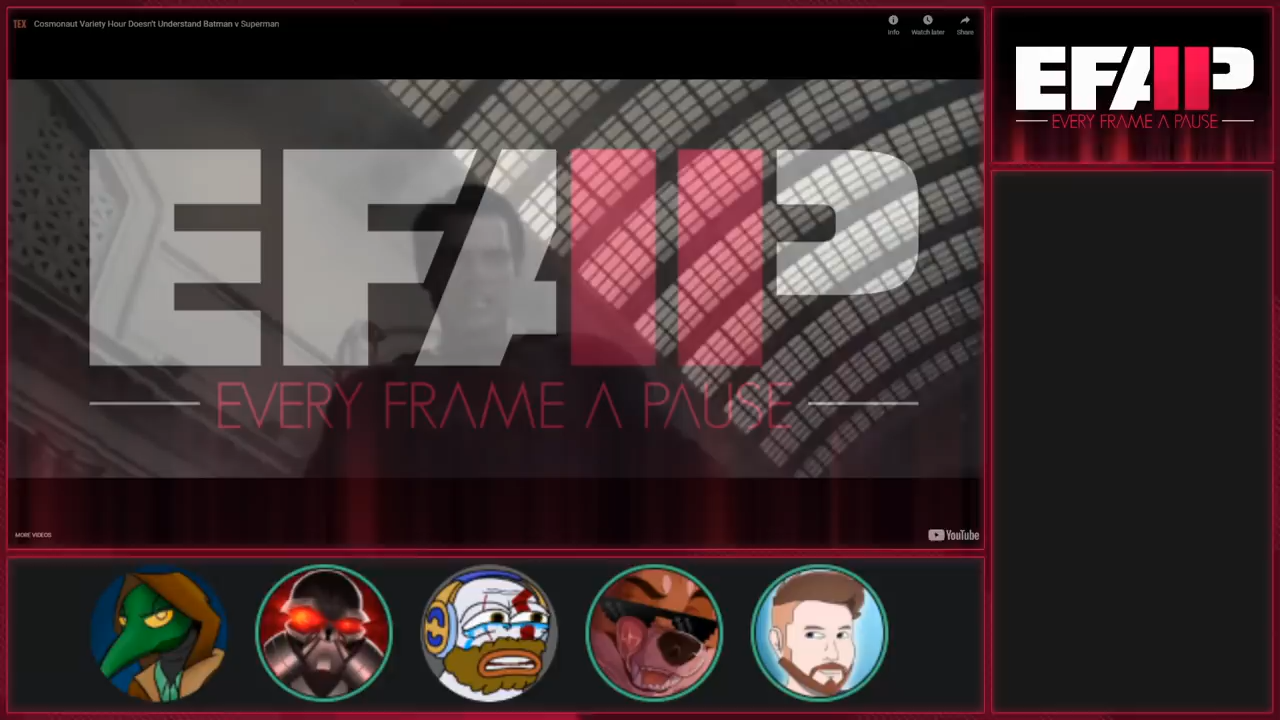 TEX Cosmonaut Variety Hour Doesn't Understand Batman v Superman
Info
Watch later
Share
EFAP
EVERY FRAME A PAUSE
EFAP
EVERY FRAME A PAUSE
MORE VIDEOS
YouTube